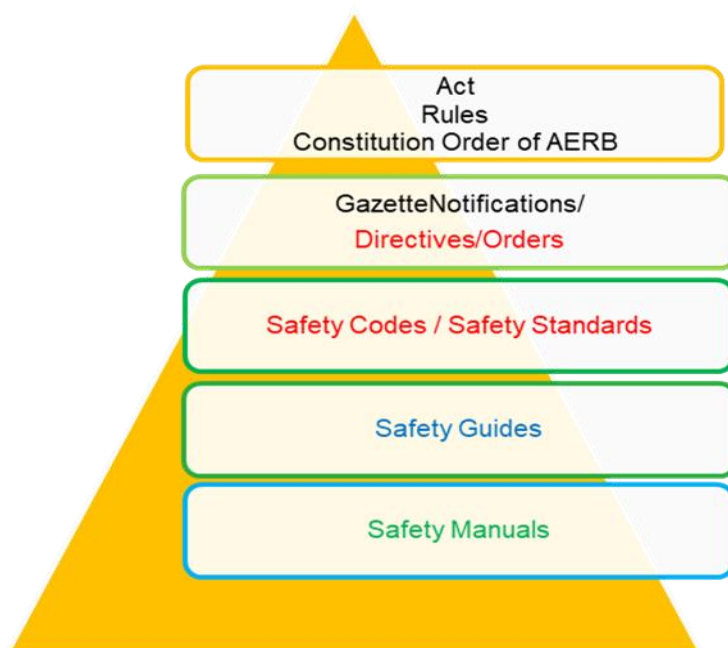 Act
Rules
Constitution Order of AERB
GazetteNotifications/
Directives/Orders
Safety Codes / Safety Standards
Safety Guides
Safety Manuals